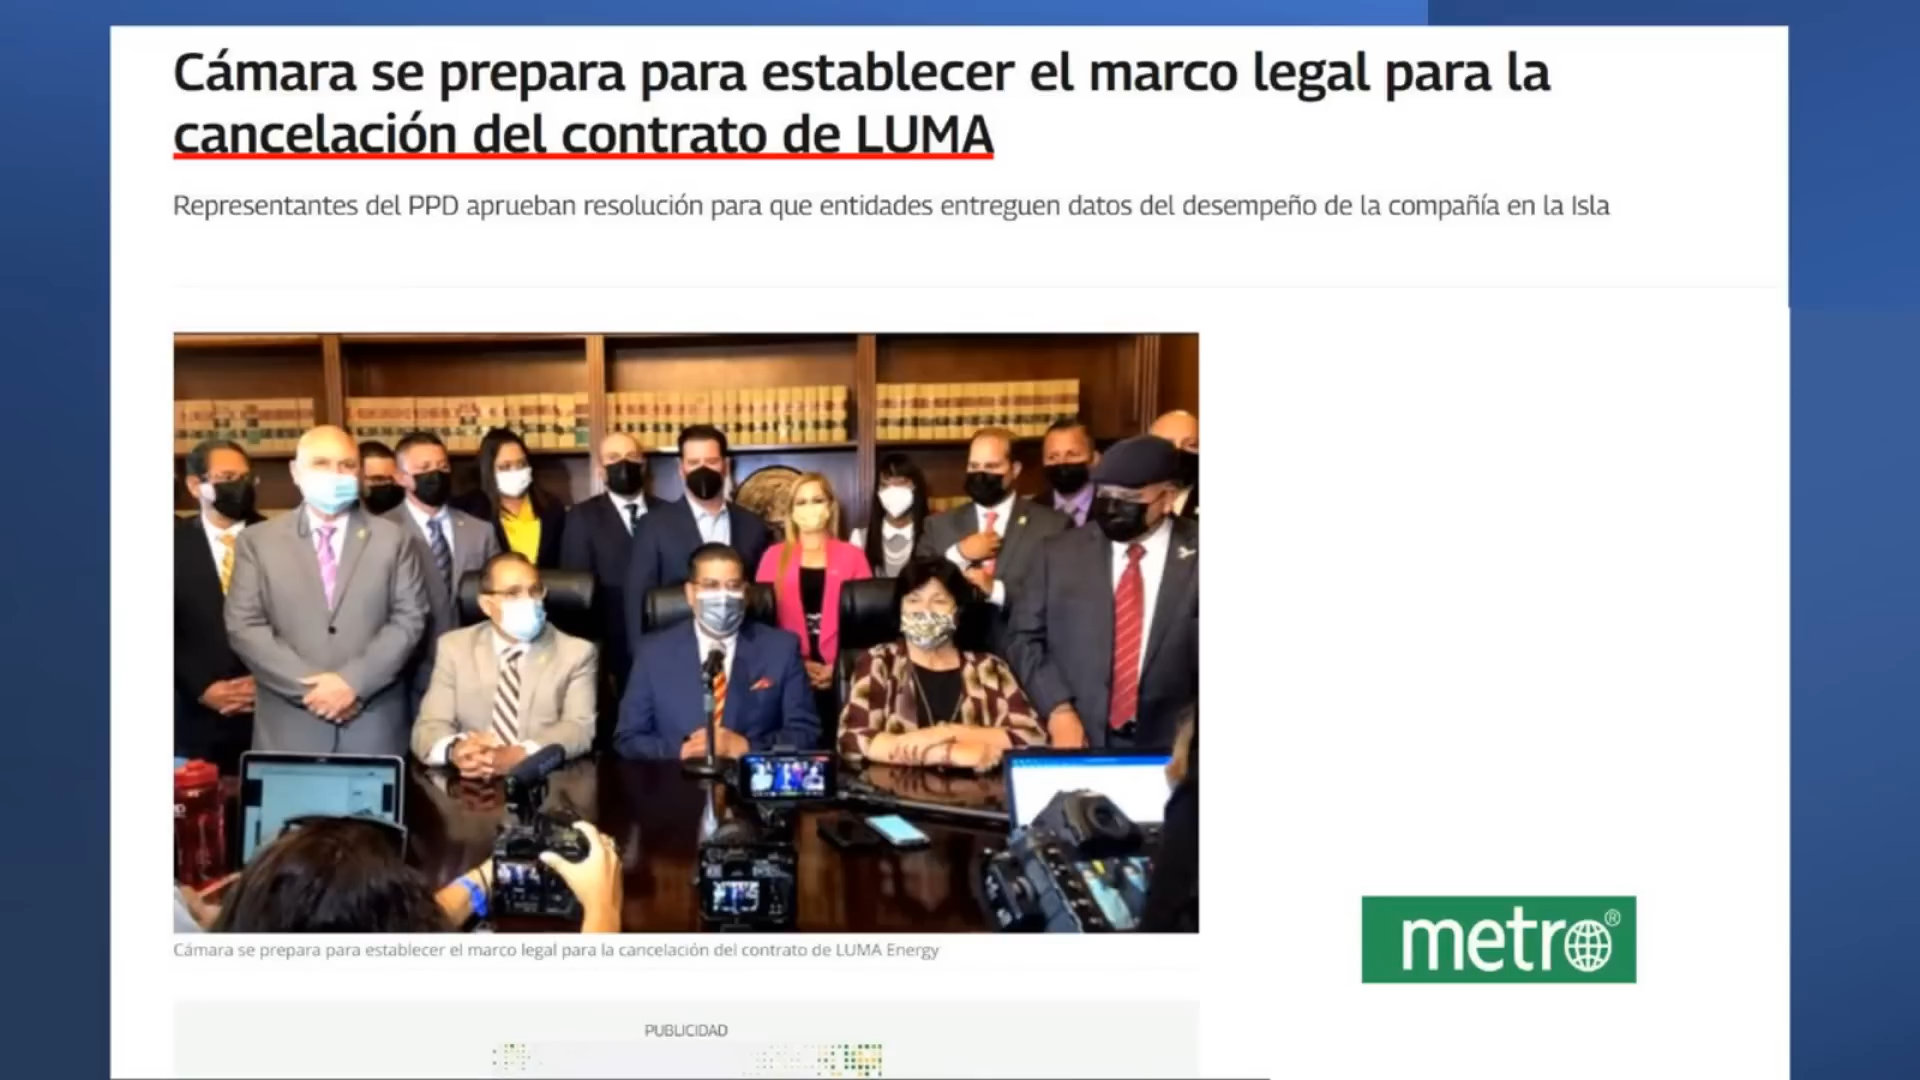 Cámara se prepara para establecer el marco legal para la
cancelación del contrato de LUMA
Representantes del PPD aprueban resolución para que entidades entreguen datos del desempeño de la compañía en la Isla
Cámara se prepara para establecer el marco legal para la cancelación del contrato de LUMA Energy
metro®
PUBLICIDAD